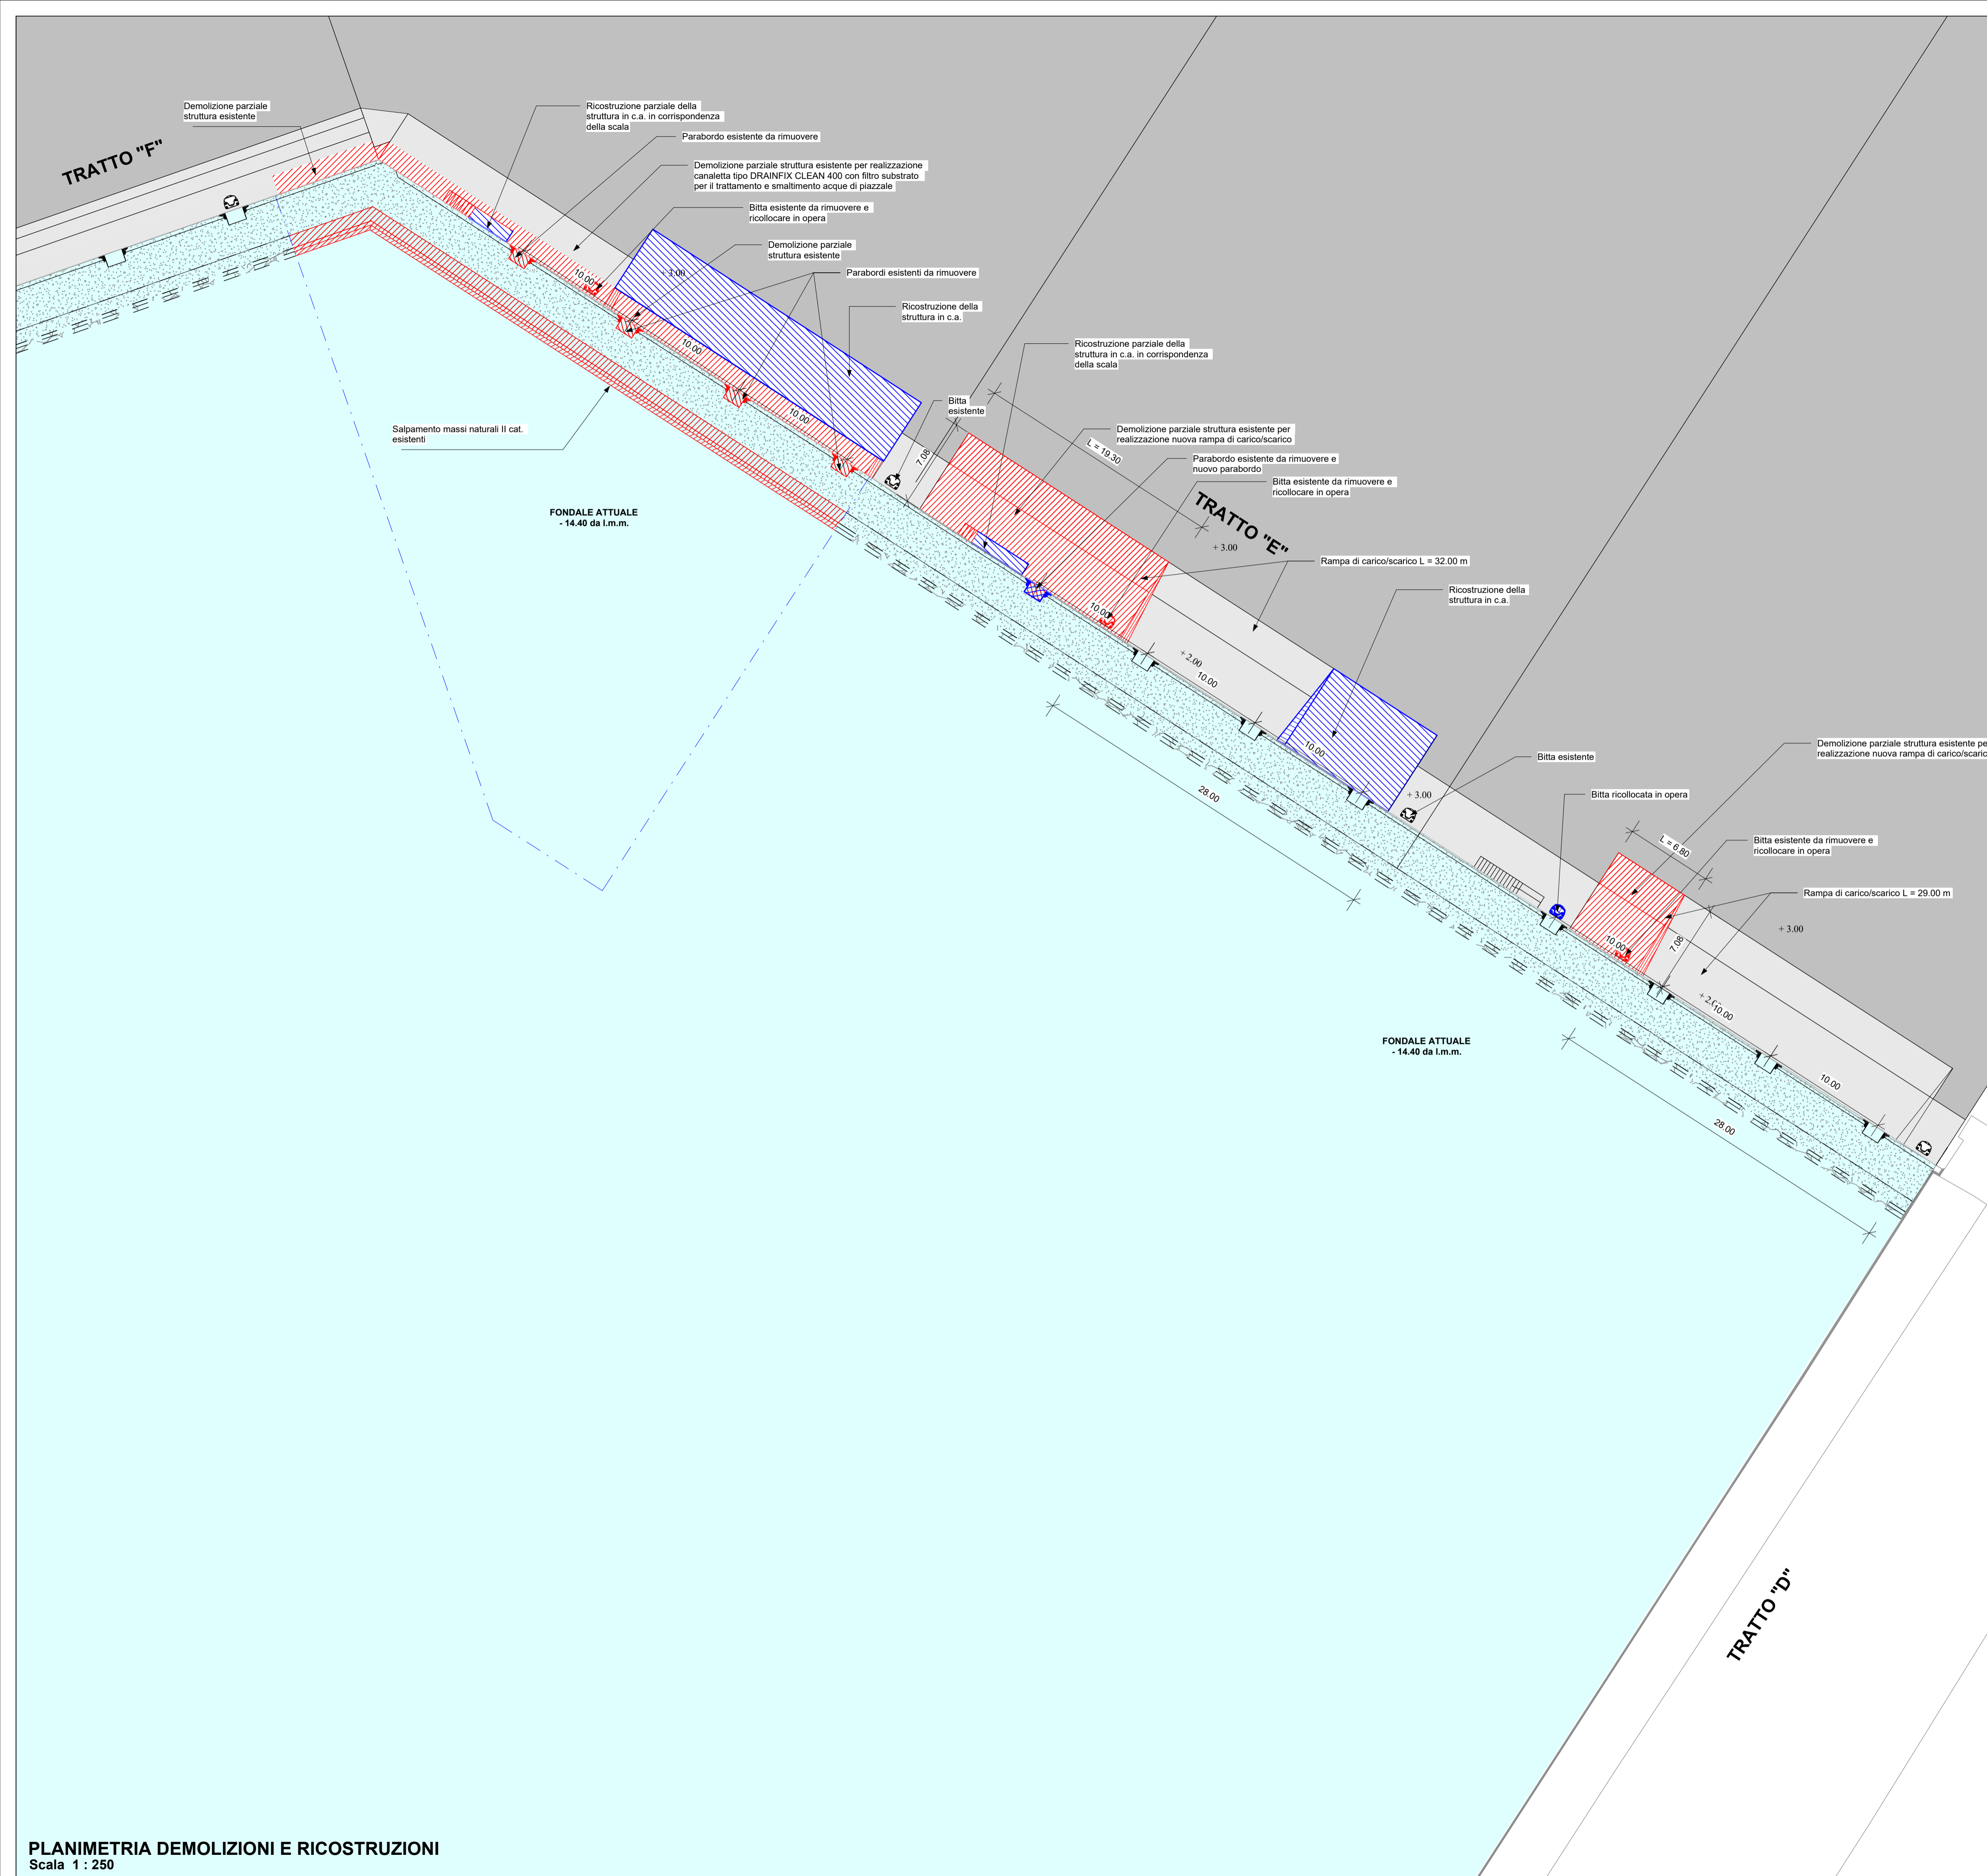 Demolizione parziale
struttura esistente
TRATTO "F"
Ricostruzione parziale della
struttura in c.a. in corrispondenza
della scala
Parabordo esistente da rimuovere
Demolizione parziale struttura esistente per realizzazione
canaletta tipo DRAINFIX CLEAN 400 con filtro substrato
per il trattamento e smaltimento acque di piazzale
Bitta esistente da rimuovere e
ricollocare in opera
Demolizione parziale
struttura esistente
Parabordi esistenti da rimuovere
10.00
+ 3.00
Ricostruzione della
struttura in c.a.
10.00
Ricostruzione parziale della
struttura in c.a. in corrispondenza
della scala
Bitta
esistente
10.00
Salpamento massi naturali II cat.
esistenti
Demolizione parziale struttura esistente per
realizzazione nuova rampa di carico/scarico
7.08
L = 19.30
Parabordo esistente da rimuovere e
nuovo parabordo
Bitta esistente da rimuovere e
ricollocare in opera
FONDALE ATTUALE
- 14.40 da l.m.m.
TRATTO "E"
+ 3.00
Rampa di carico/scarico L = 32.00 m
Ricostruzione della
struttura in c.a.
10.00
+ 2.00
10.00
10.00
28.00
+ 3.00
Bitta esistente
Demolizione parziale struttura esistente pe
realizzazione nuova rampa di carico/scaric
Bitta ricollocata in opera
L = 6.80
Bitta esistente da rimuovere e
ricollocare in opera
Rampa di carico/scarico L = 29.00 m
+ 3.00
10.00
7.08
10.00
10.00
FONDALE ATTUALE
- 14.40 da l.m.m.
28.00
TRATTO "D"
PLANIMETRIA DEMOLIZIONI E RICOSTRUZIONI
Scala 1 : 250